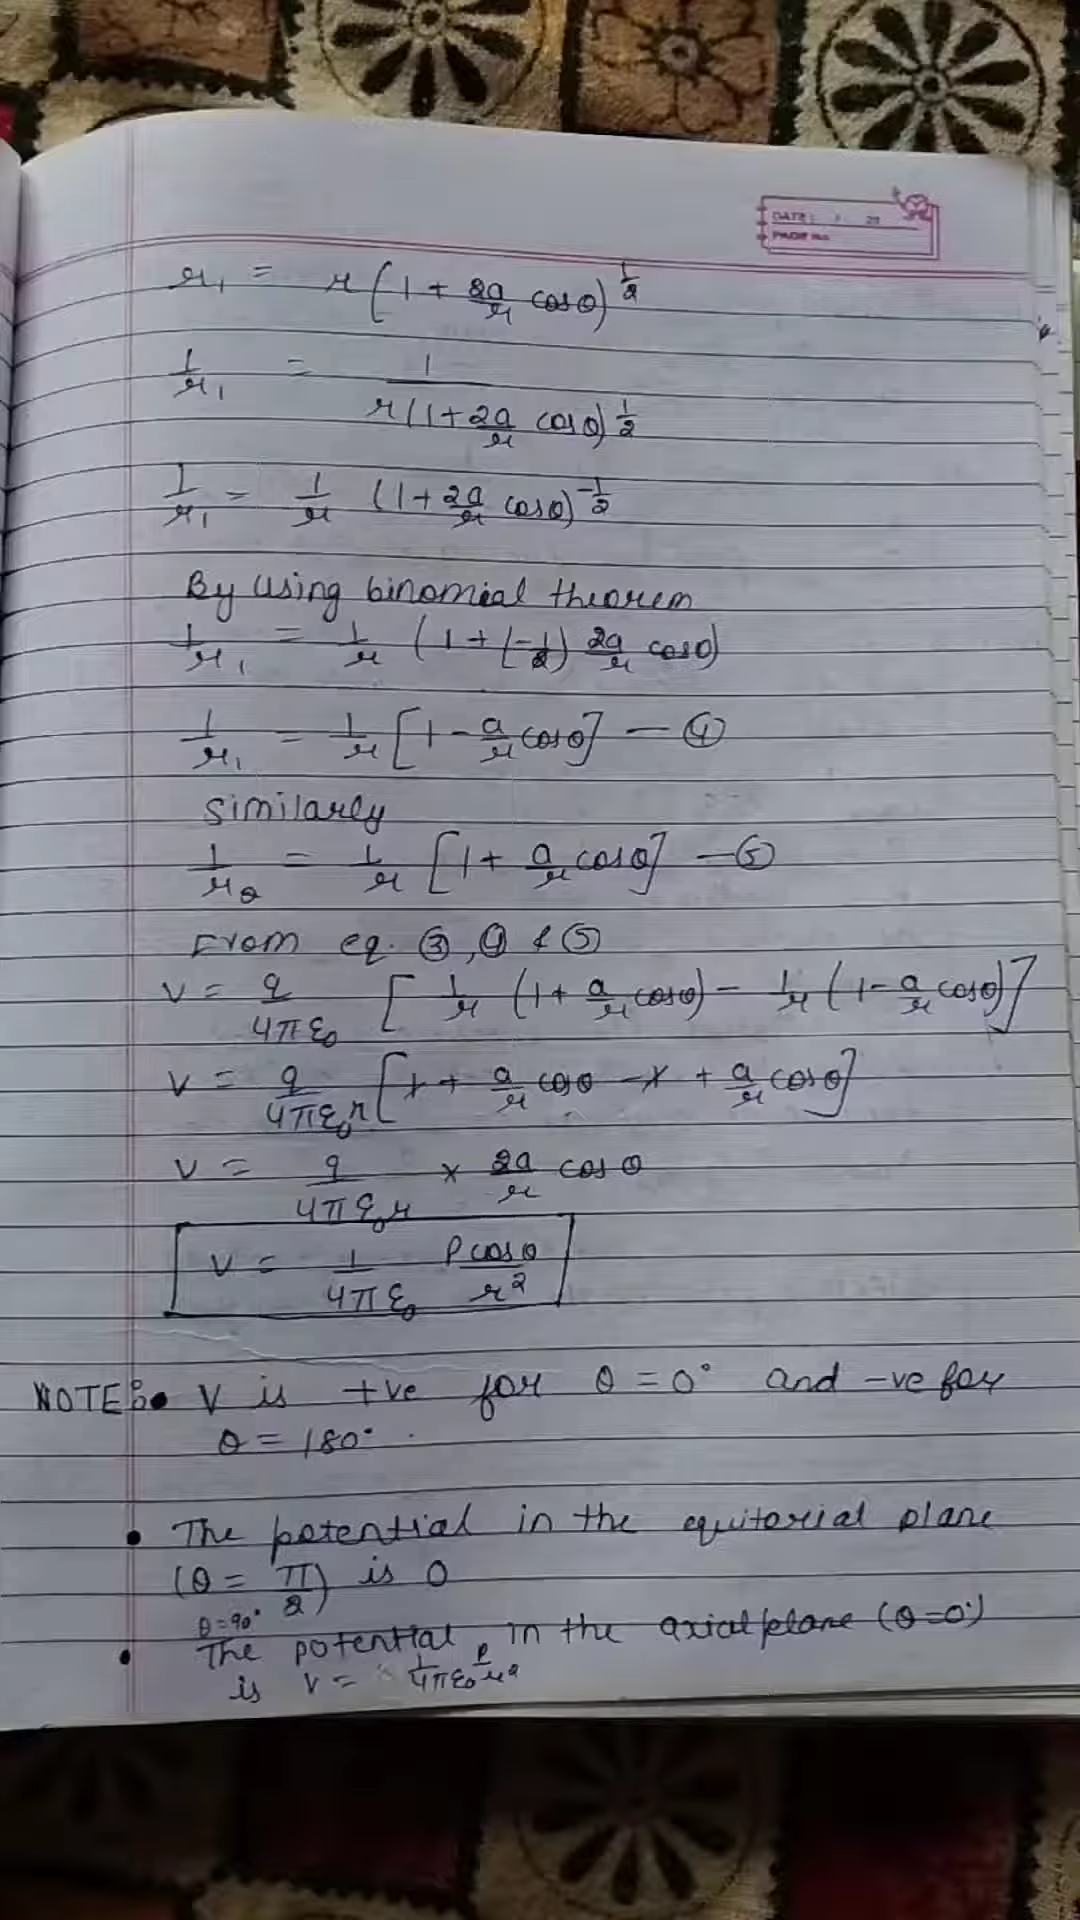 DATE: / 20
PAGE No.
r₁ = r (1 + 2a/r cosθ)^1/2
1/r₁ = 1/r(1+2a/r cosθ)^1/2
1/r₁ = 1/r (1+2a/r cosθ)^-1/2
By using binomial theorem
1/r₁ = 1/r (1+(-1/2) 2a/r cosθ)
1/r₁ = 1/r [1 - a/r cosθ] — ④
similarly
1/r₂ = 1/r [1+ a/r cosθ] — ⑤
From eq. ③, ④ & ⑤
V = q/4πε₀ [1/r (1+ a/r cosθ) - 1/r (1- a/r cosθ)]
V = q/4πε₀r [1 + a/r cosθ - 1 + a/r cosθ]
V = q/4πε₀r × 2a/r cosθ
V = 1/4πε₀ Pcosθ/r²
NOTE:• V is +ve for θ = 0° and -ve for
θ = 180°.
• The potential in the equitorial plane
(θ = π/2) is 0
θ=90°
• The potential in the axial plane (θ=0°)
is V = 1/4πε₀ P/r²